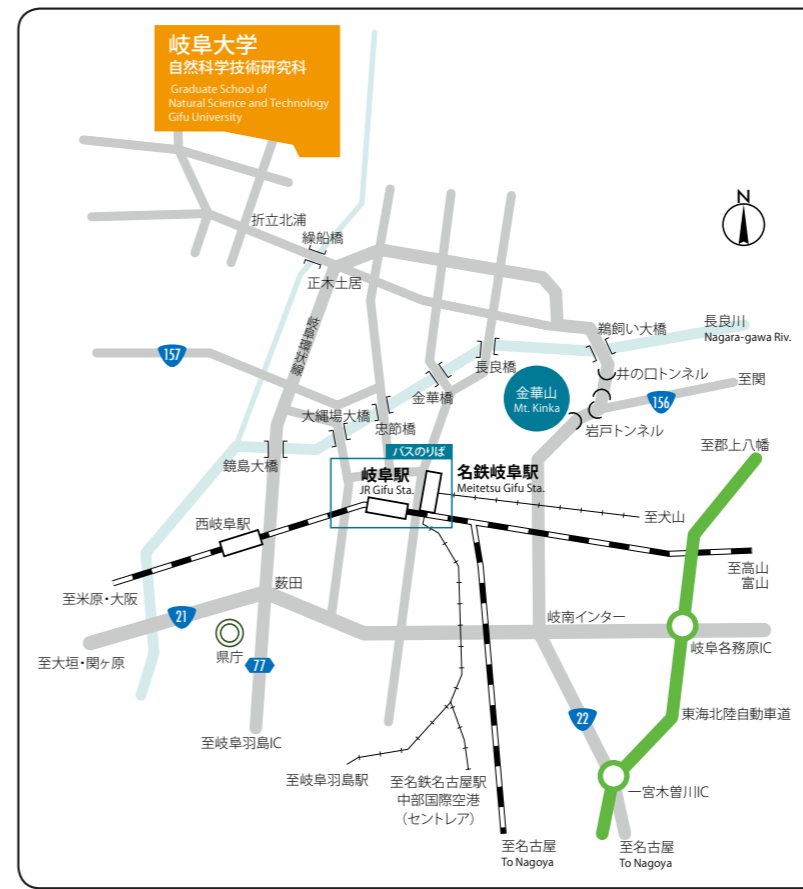 岐阜大学
自然科学技術研究科
Graduate School of
Natural Science and Technology
Gifu University
N
折立北浦
繰船橋
正木土居
岐阜環状線
鵜飼い大橋
長良川
Nagara-gawa Riv.
157
長良橋
井の口トンネル
金華橋
金華山
Mt. Kinka
至関
156
大縄場大橋
忠節橋
岩戸トンネル
鏡島大橋
バスのりば
至郡上八幡
岐阜駅
JR Gifu Sta.
名鉄岐阜駅
Meitetsu Gifu Sta.
西岐阜駅
至犬山
至高山
富山
至米原・大阪
薮田
21
岐南インター
県庁
岐阜各務原IC
至大垣・関ヶ原
77
22
東海北陸自動車道
至岐阜羽島IC
至岐阜羽島駅
至名鉄名古屋駅
中部国際空港
（セントレア）
一宮木曽川IC
至名古屋
To Nagoya
至名古屋
To Nagoya